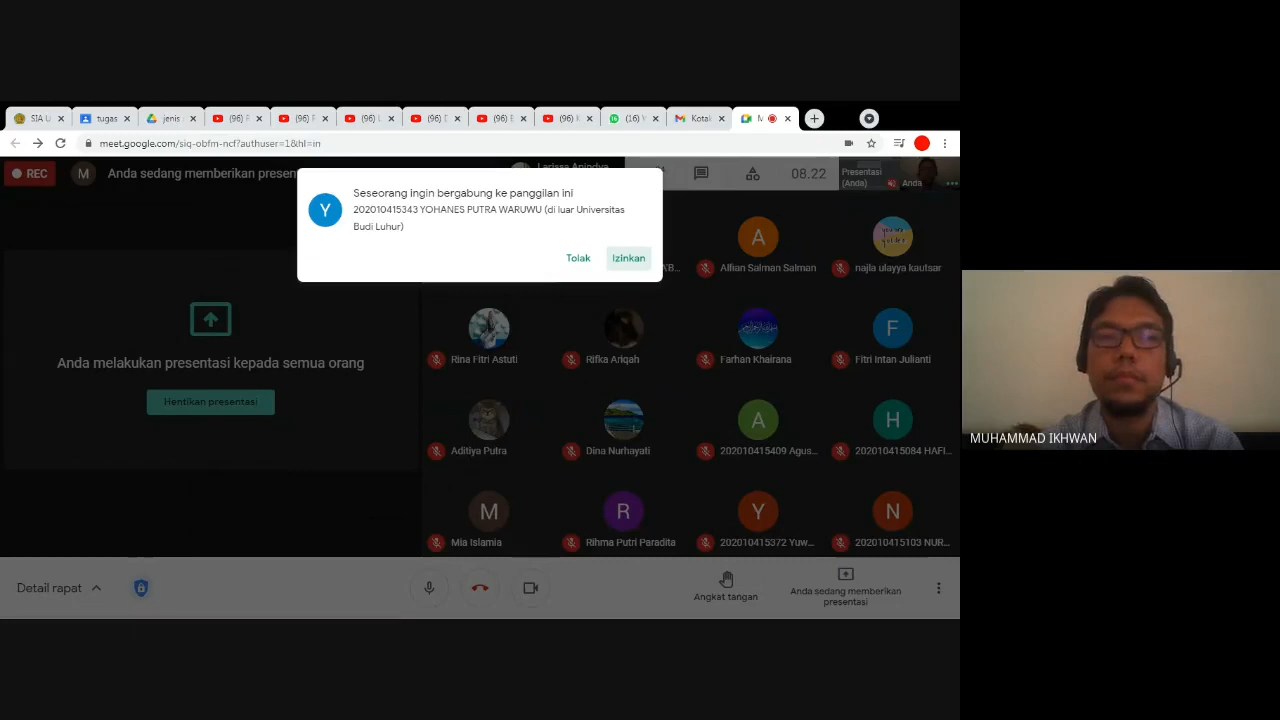 SIA U
tugas
jenis
(96) F
(96) F
(96) L
(96) E
(96) K
(16) Y
Kotak
M
meet.google.com/siq-obfm-ncf?authuser=1&hl=in
REC
M
Anda sedang memberikan presen
Larissa Anindya
08.22
Presentasi
(Anda)
Anda
Y
Seseorang ingin bergabung ke panggilan ini
202010415343 YOHANES PUTRA WARUWU (di luar Universitas
Budi Luhur)
Tolak
Izinkan
A
Alfian Salman Salman
najla ulayya kautsar
Anda melakukan presentasi kepada semua orang
Hentikan presentasi
Rina Fitri Astuti
Rifka Ariqah
Farhan Khairana
F
Fitri Intan Julianti
Aditiya Putra
Dina Nurhayati
A
202010415409 Agus...
H
202010415084 HAFI...
M
Mia Islamia
R
Rihma Putri Paradita
Y
202010415372 Yuw...
N
202010415103 NUR...
Detail rapat
Angkat tangan
Anda sedang memberikan
presentasi
MUHAMMAD IKHWAN